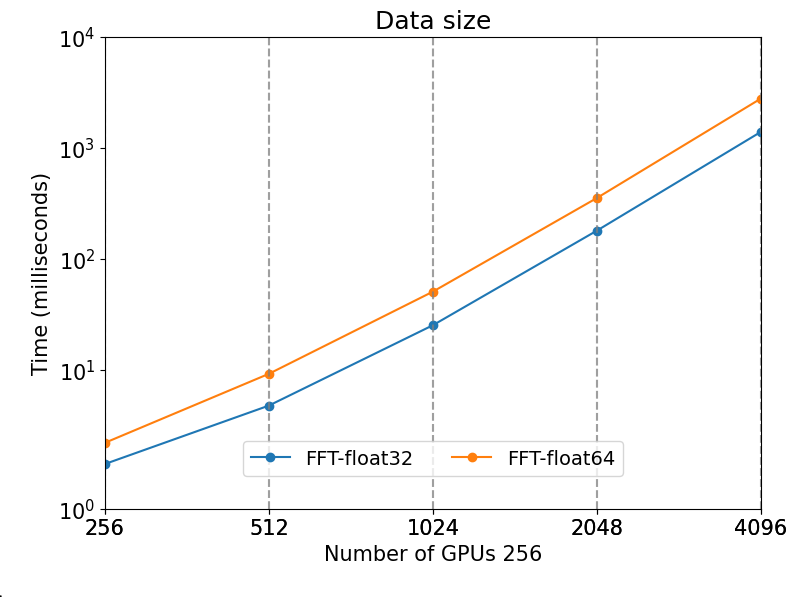 Data size
10^4
10^3
10^2
10^1
10^0
Time (milliseconds)
FFT-float32 FFT-float64
256 512 1024 2048 4096
Number of GPUs 256